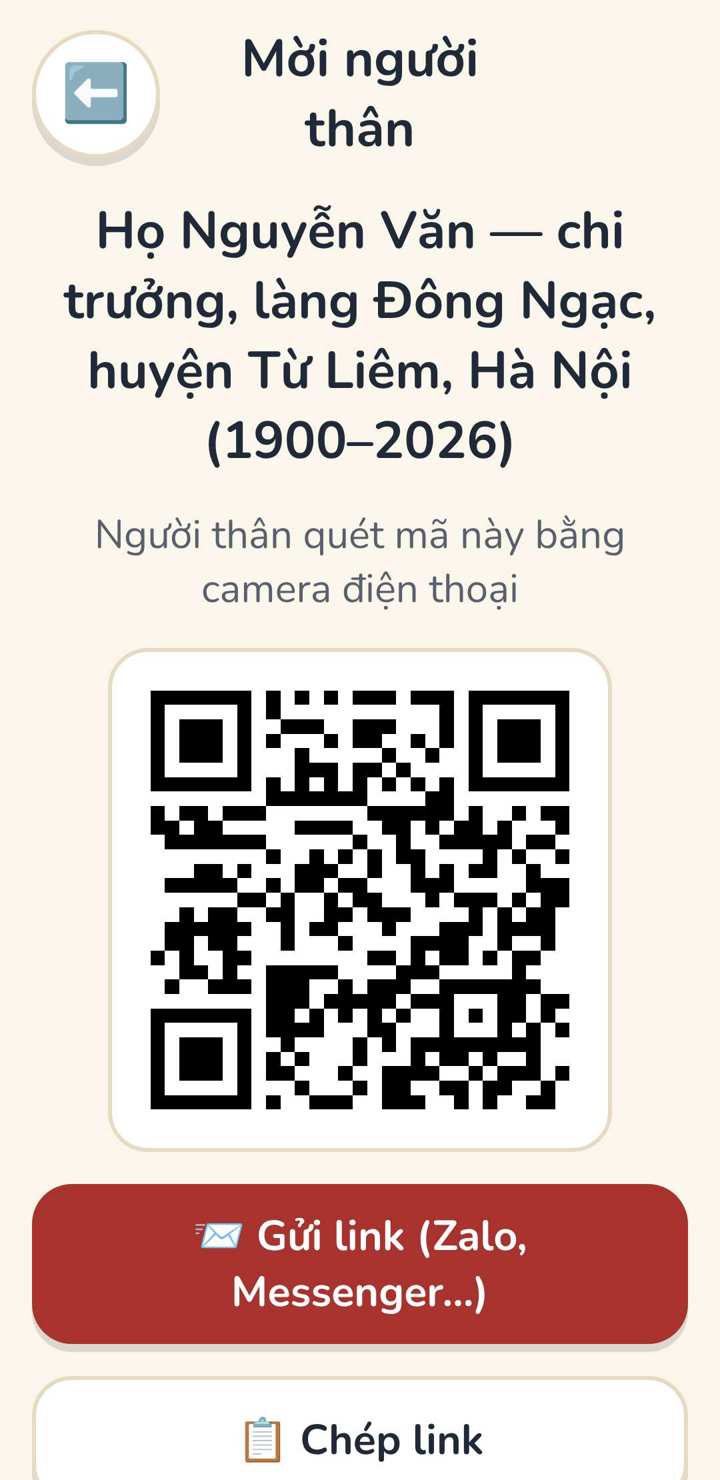 Mời người
thân
Họ Nguyễn Văn — chi
trưởng, làng Đông Ngạc,
huyện Từ Liêm, Hà Nội
(1900–2026)
Người thân quét mã này bằng
camera điện thoại
Gửi link (Zalo,
Messenger...)
Chép link